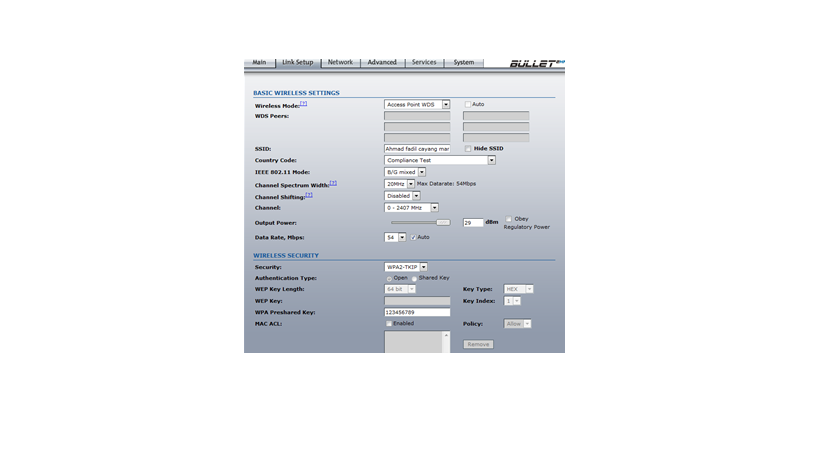 Main Link Setup Network Advanced Services System BULLET
BASIC WIRELESS SETTINGS
Wireless Mode:[?] Access Point WDS Auto
WDS Peers:
SSID: Ahmad fadil cayang mar Hide SSID
Country Code: Compliance Test
IEEE 802.11 Mode: B/G mixed
Channel Spectrum Width:[?] 20MHz Max Datarate: 54Mbps
Channel Shifting:[?] Disabled
Channel: 0 - 2407 MHz
Output Power: 29 dBm Obey
Regulatory Power
Data Rate, Mbps: 54 Auto
WIRELESS SECURITY
Security: WPA2-TKIP
Authentication Type: Open Shared Key
WEP Key Length: 64 bit Key Type: HEX
WEP Key: Key Index: 1
WPA Preshared Key: 123456789
MAC ACL: Enabled Policy: Allow
Remove